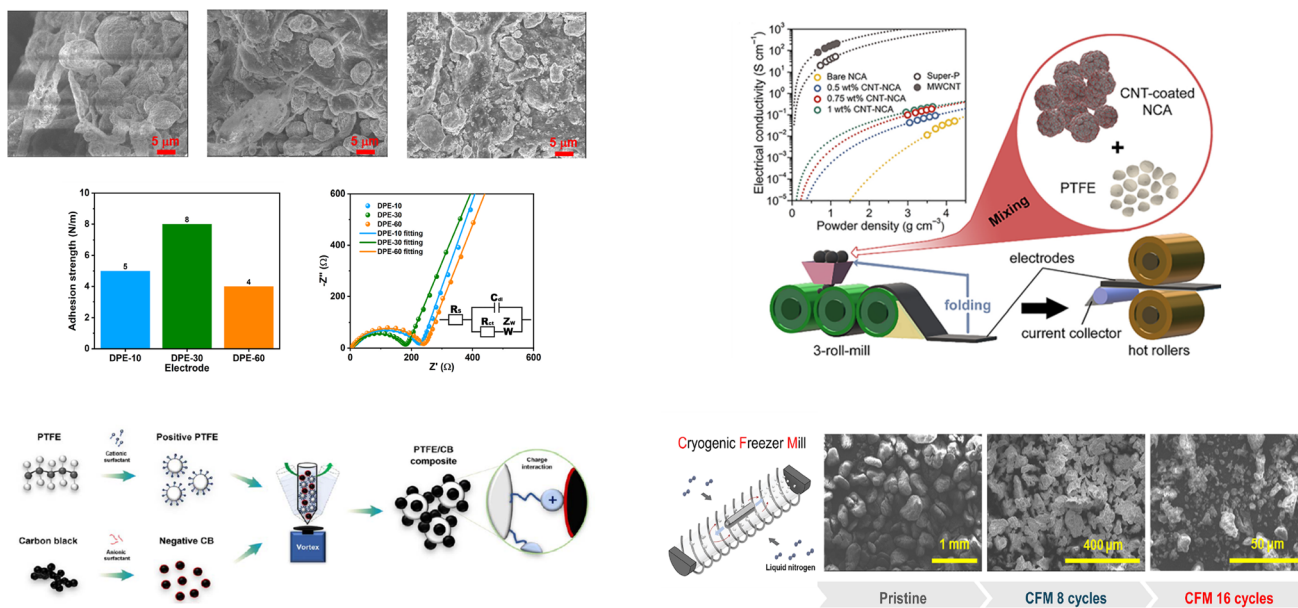 5 μm
5 μm
5 μm
Adhesion strength (N/m)
10
8
6
4
2
0
5
8
4
DPE-10
DPE-30
DPE-60
Electrode
-Z'' (Ω)
600
500
400
300
200
100
0
DPE-10
DPE-30
DPE-60
DPE-10 fitting
DPE-30 fitting
DPE-60 fitting
Rs
Cdl
Rct
Zw
W
0
200
400
600
Z' (Ω)
Electrical conductivity (S cm⁻¹)
10³
10²
10¹
10⁰
10⁻¹
10⁻²
10⁻³
10⁻⁴
10⁻⁵
Bare NCA
0.5 wt% CNT-NCA
0.75 wt% CNT-NCA
1 wt% CNT-NCA
Super-P
MWCNT
0
1
2
3
4
Powder density (g cm⁻³)
CNT-coated
NCA
+
PTFE
Mixing
electrodes
folding
current collector
3-roll-mill
hot rollers
PTFE
Cationic
surfactant
Positive PTFE
Carbon black
Anionic
surfactant
Negative CB
Vortex
PTFE/CB
composite
Charge
interaction
+
Cryogenic Freezer Mill
Liquid nitrogen
1 mm
400 μm
50 μm
Pristine
CFM 8 cycles
CFM 16 cycles